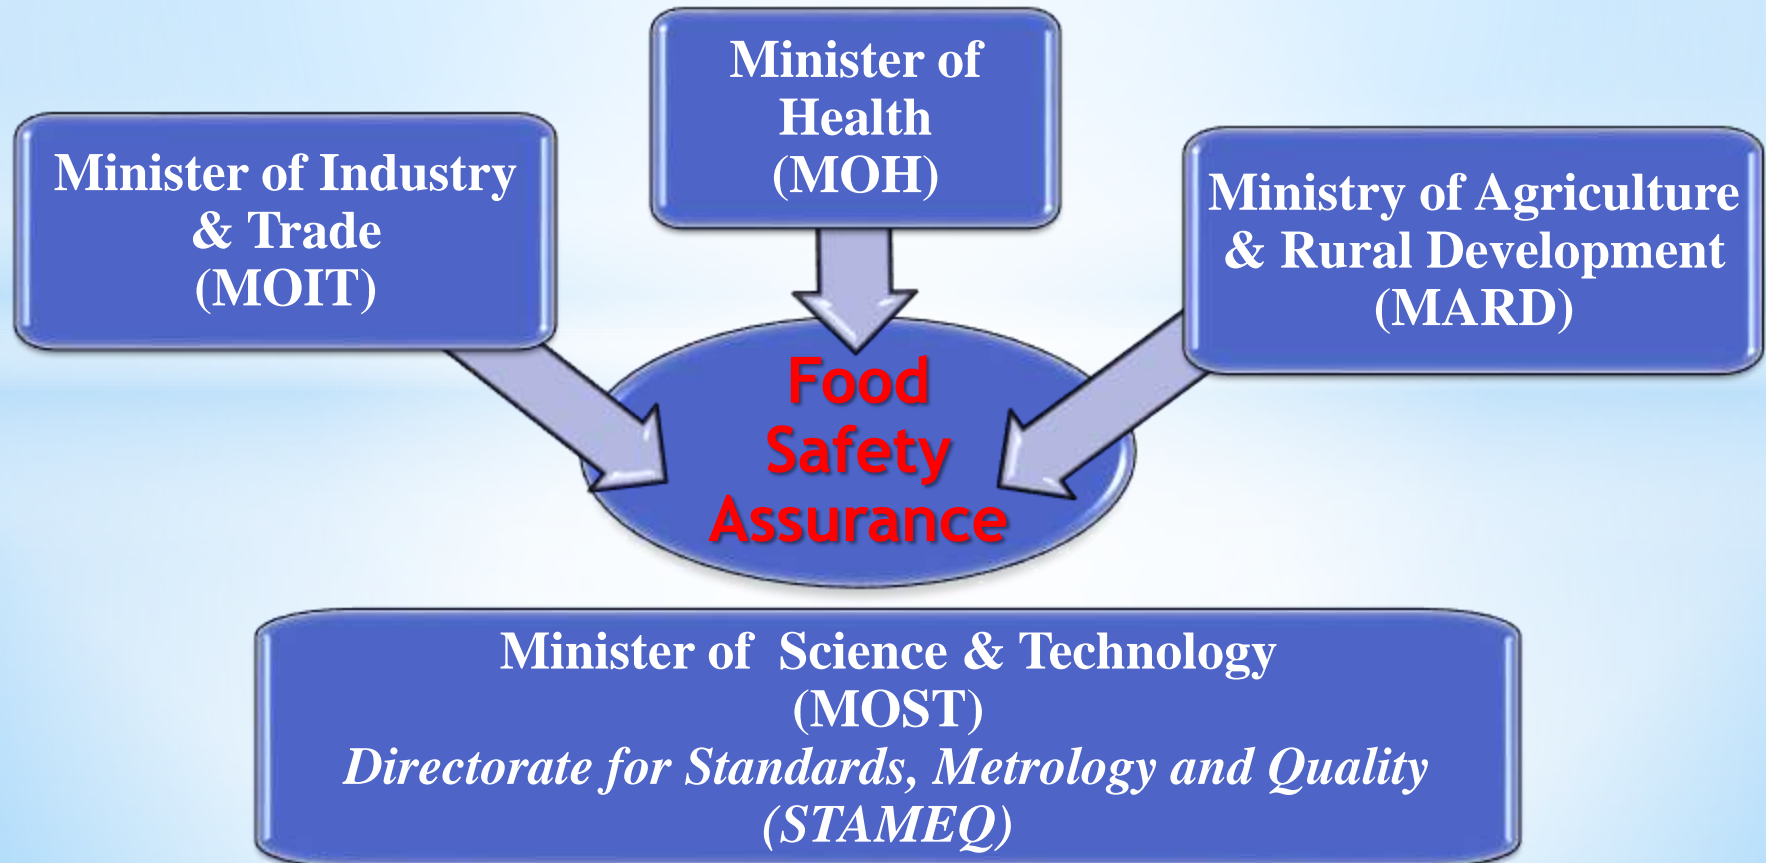 Minister of
Health
(MOH)
Minister of Industry
& Trade
(MOIT)
Ministry of Agriculture
& Rural Development
(MARD)
Food
Safety
Assurance
Minister of Science & Technology
(MOST)
Directorate for Standards, Metrology and Quality
(STAMEQ)